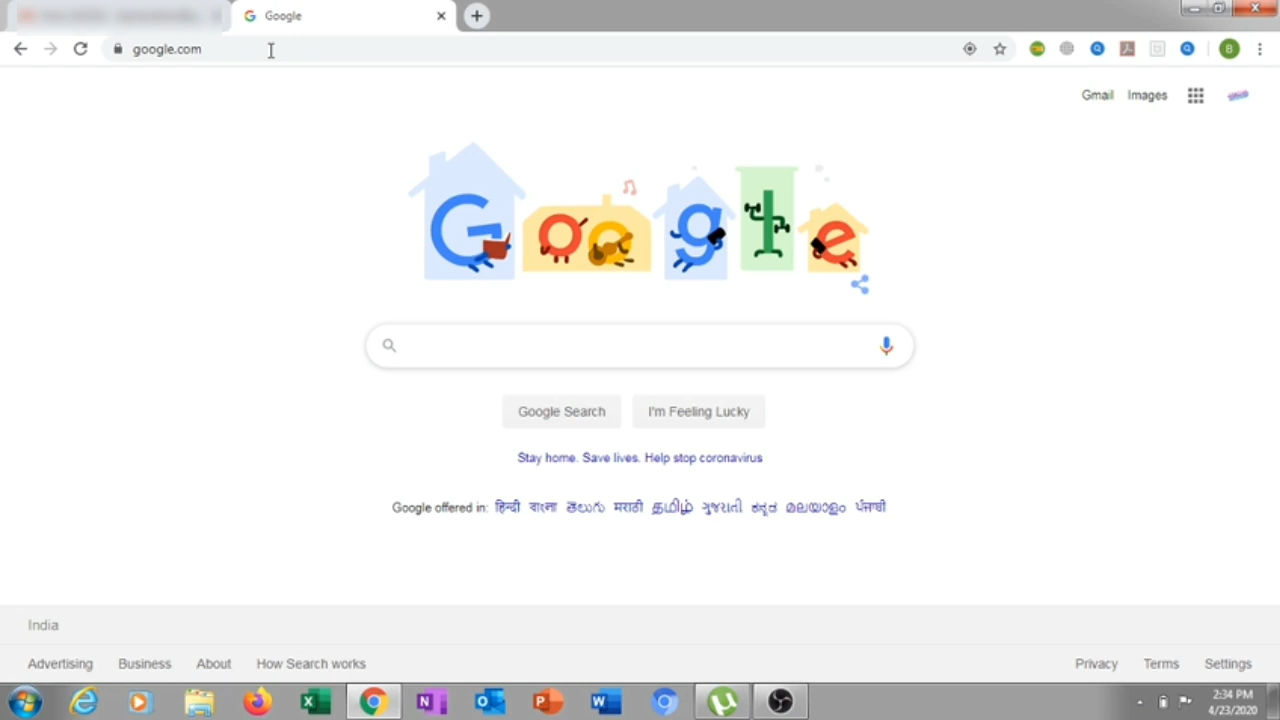 Google
google.com
B
Gmail Images
Google
Google Search I'm Feeling Lucky
Stay home. Save lives. Help stop coronavirus
Google offered in: हिन्दी বাংলা తెలుగు मराठी தமிழ் ગુજરાતી ಕನ್ನಡ മലയാളം ਪੰਜਾਬੀ
India
Advertising Business About How Search works Privacy Terms Settings
2:34 PM
4/23/2020